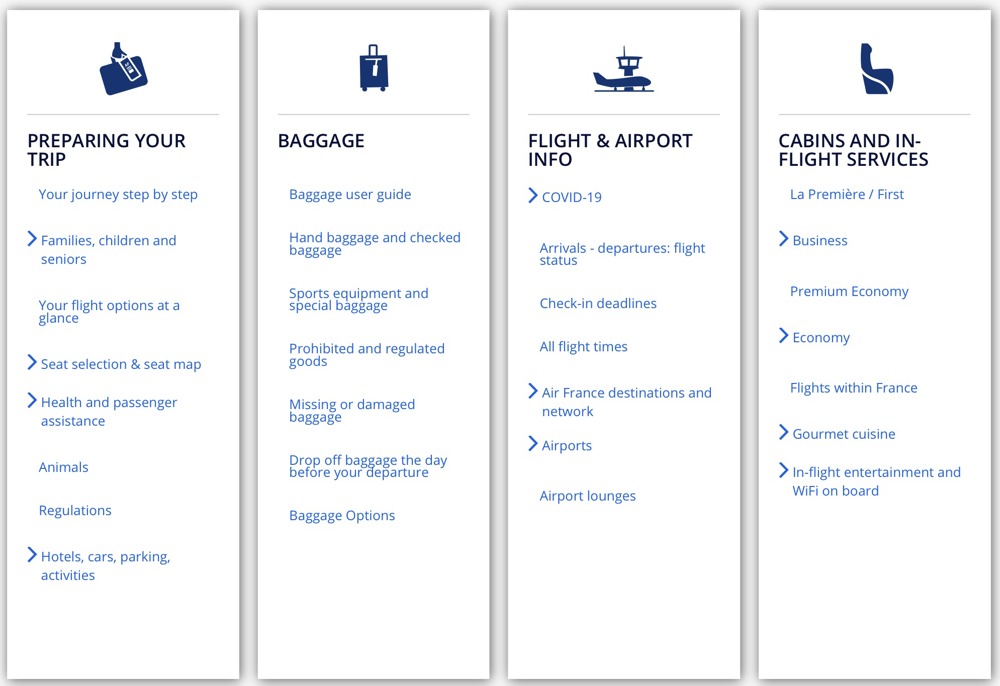 AF
PREPARING YOUR
TRIP
Your journey step by step
Families, children and
seniors
Your flight options at a
glance
Seat selection & seat map
Health and passenger
assistance
Animals
Regulations
Hotels, cars, parking,
activities
BAGGAGE
Baggage user guide
Hand baggage and checked
baggage
Sports equipment and
special baggage
Prohibited and regulated
goods
Missing or damaged
baggage
Drop off baggage the day
before your departure
Baggage Options
FLIGHT & AIRPORT
INFO
COVID-19
Arrivals - departures: flight
status
Check-in deadlines
All flight times
Air France destinations and
network
Airports
Airport lounges
CABINS AND IN-
FLIGHT SERVICES
La Première / First
Business
Premium Economy
Economy
Flights within France
Gourmet cuisine
In-flight entertainment and
WiFi on board